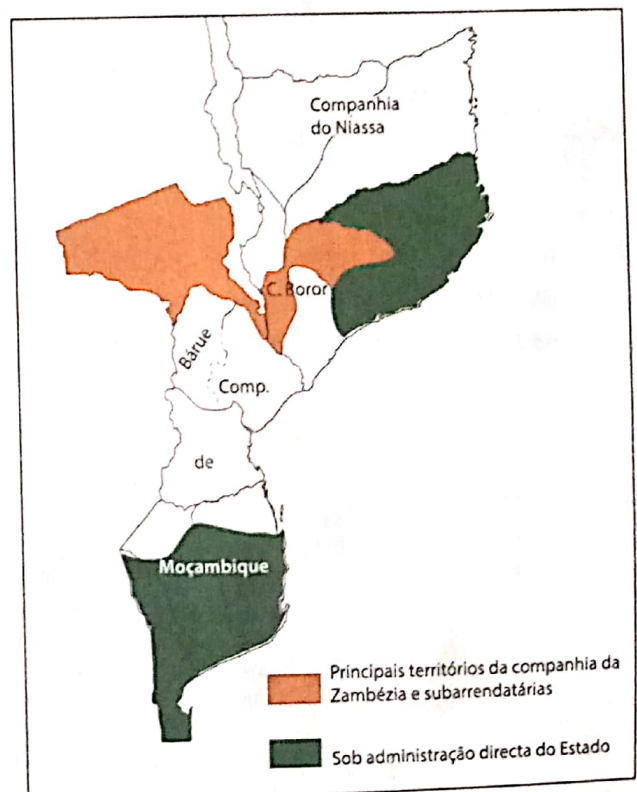 Companhia
do Niassa
C. Boror
Bárue
Comp.
de
Moçambique
Principais territórios da companhia da
Zambézia e subarrendatárias
Sob administração directa do Estado